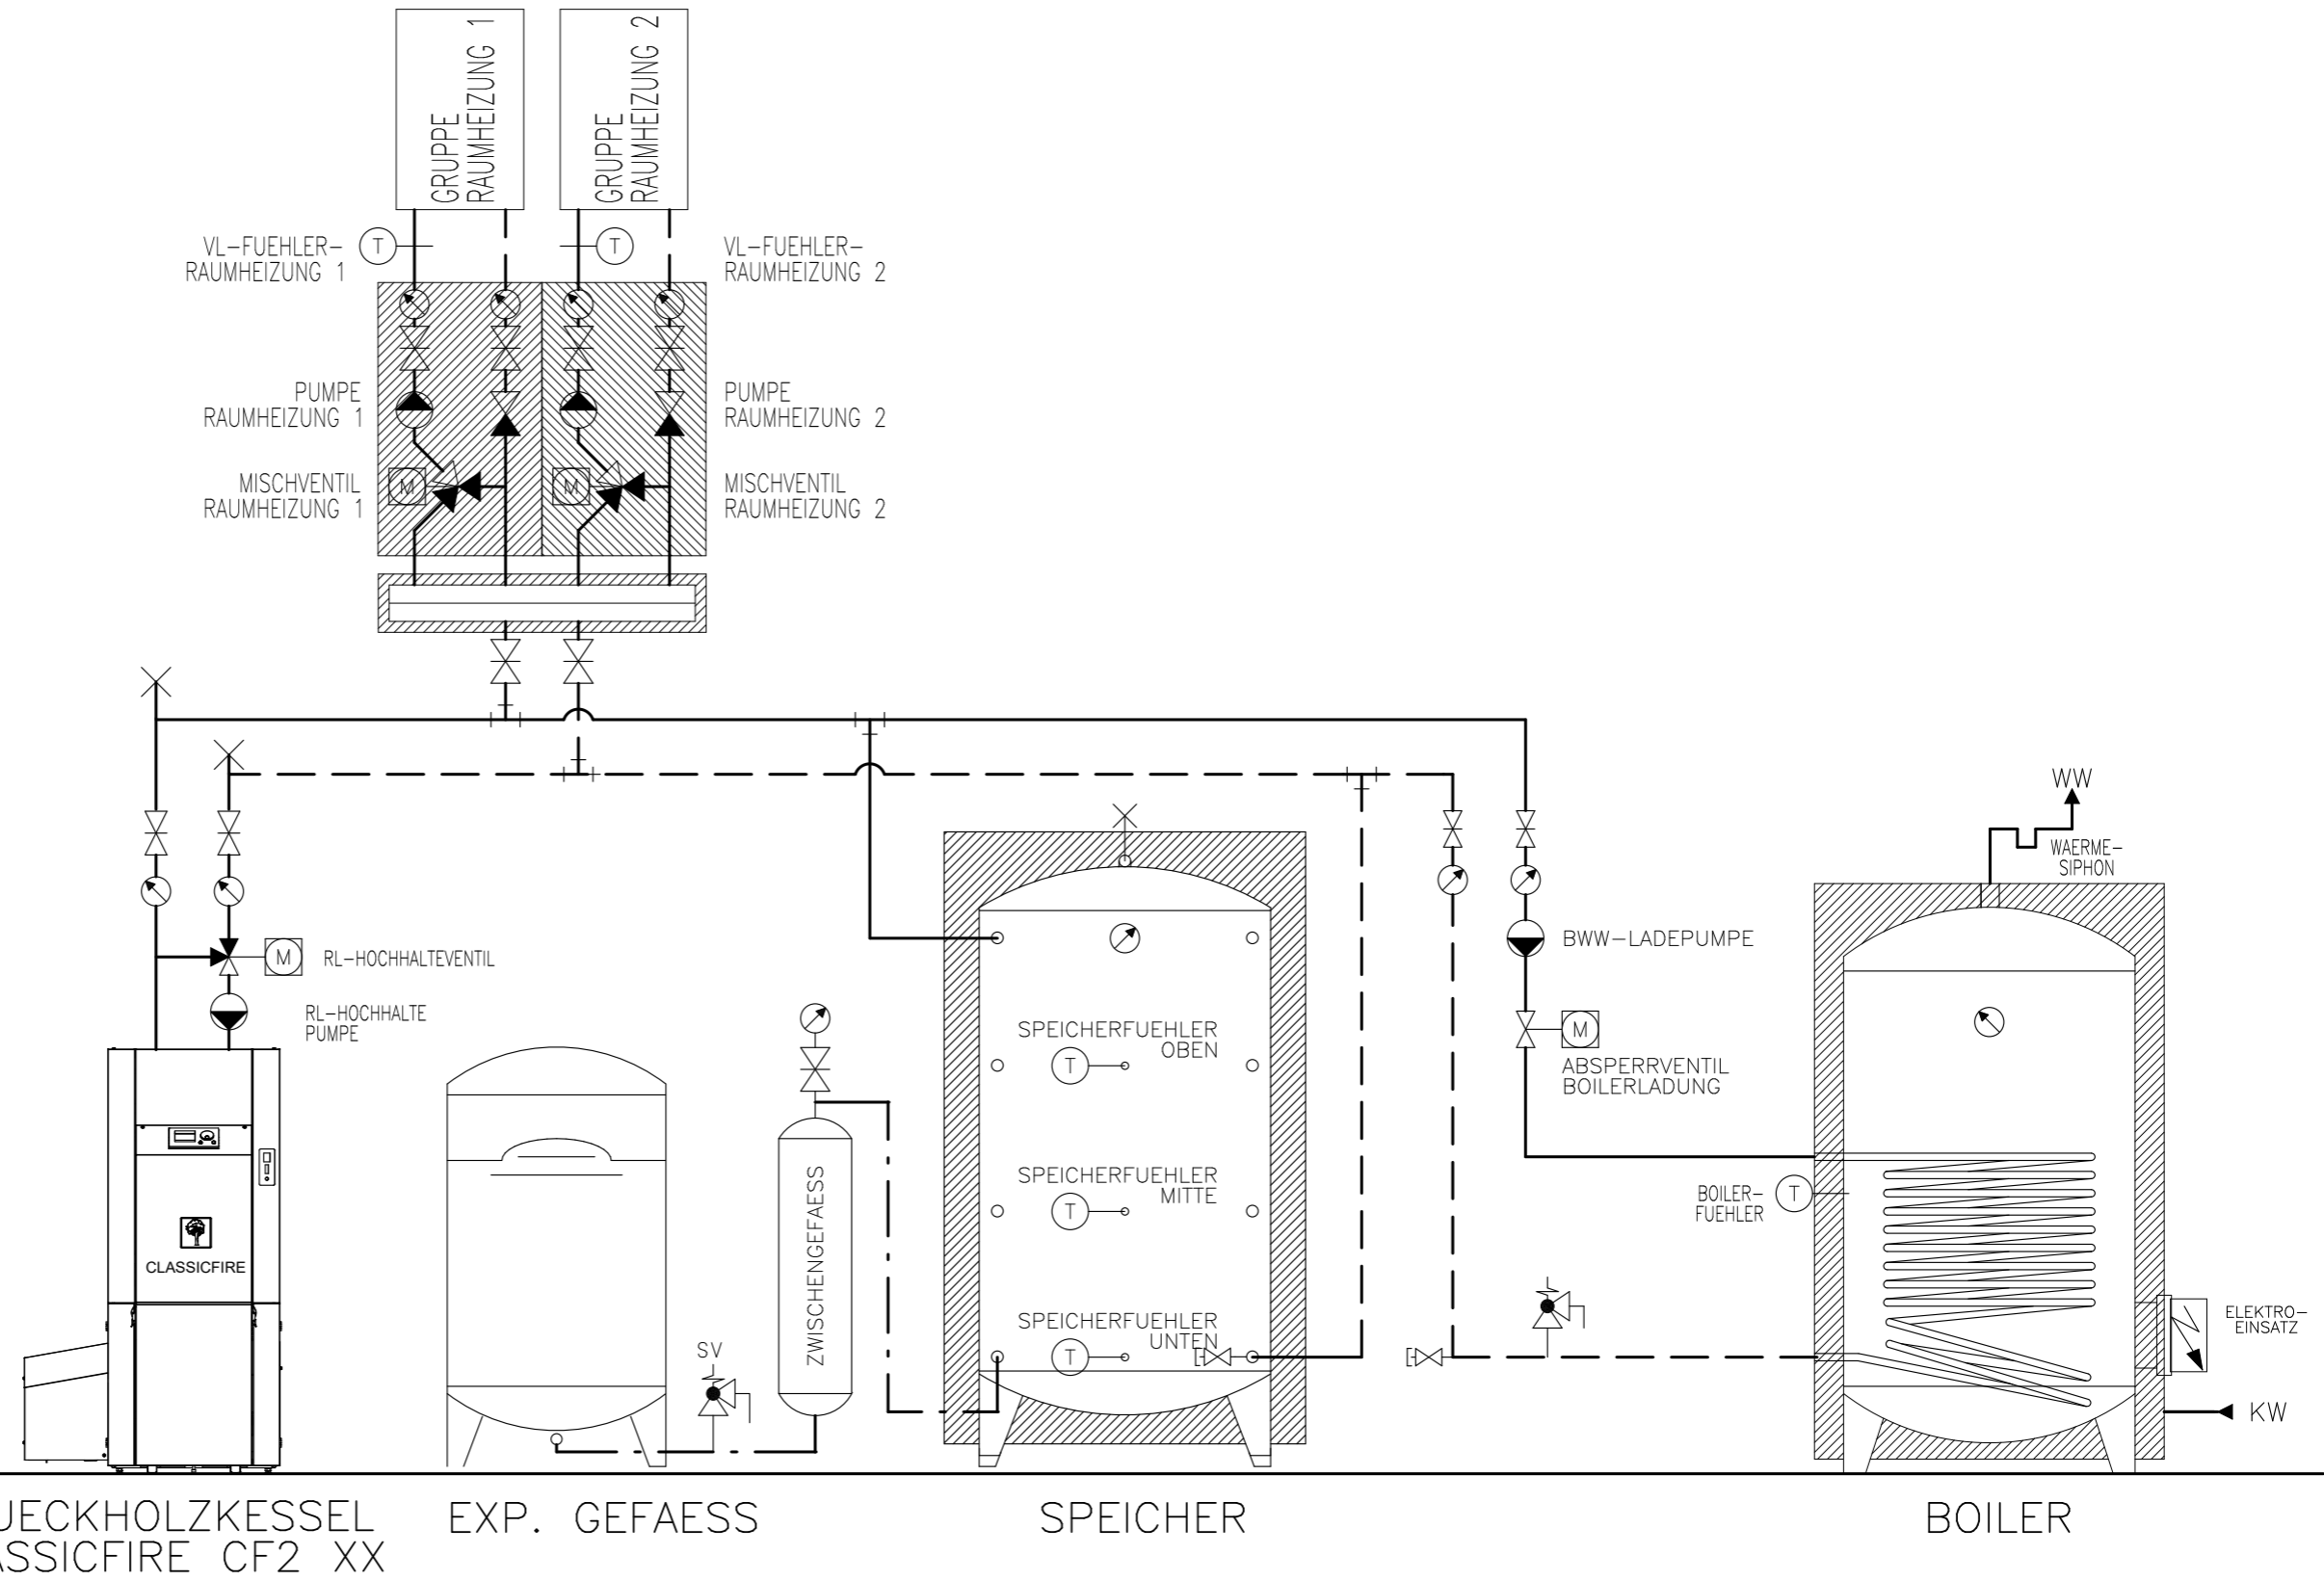 GRUPPE
RAUMHEIZUNG 1
GRUPPE
RAUMHEIZUNG 2
VL-FUEHLER-
RAUMHEIZUNG 1
T
T
VL-FUEHLER-
RAUMHEIZUNG 2
PUMPE
RAUMHEIZUNG 1
PUMPE
RAUMHEIZUNG 2
MISCHVENTIL
RAUMHEIZUNG 1
M
M
MISCHVENTIL
RAUMHEIZUNG 2
WW
WAERME-
SIPHON
M
RL-HOCHHALTEVENTIL
BWW-LADEPUMPE
RL-HOCHHALTE
PUMPE
SPEICHERFUEHLER
OBEN
T
M
ABSPERRVENTIL
BOILERLADUNG
ZWISCHENGEFAESS
SPEICHERFUEHLER
MITTE
T
BOILER-
FUEHLER
T
CLASSICFIRE
SPEICHERFUEHLER
UNTEN
T
SV
ELEKTRO-
EINSATZ
KW
UECKHOLZKESSEL
ASSICFIRE CF2 XX
EXP. GEFAESS
SPEICHER
BOILER